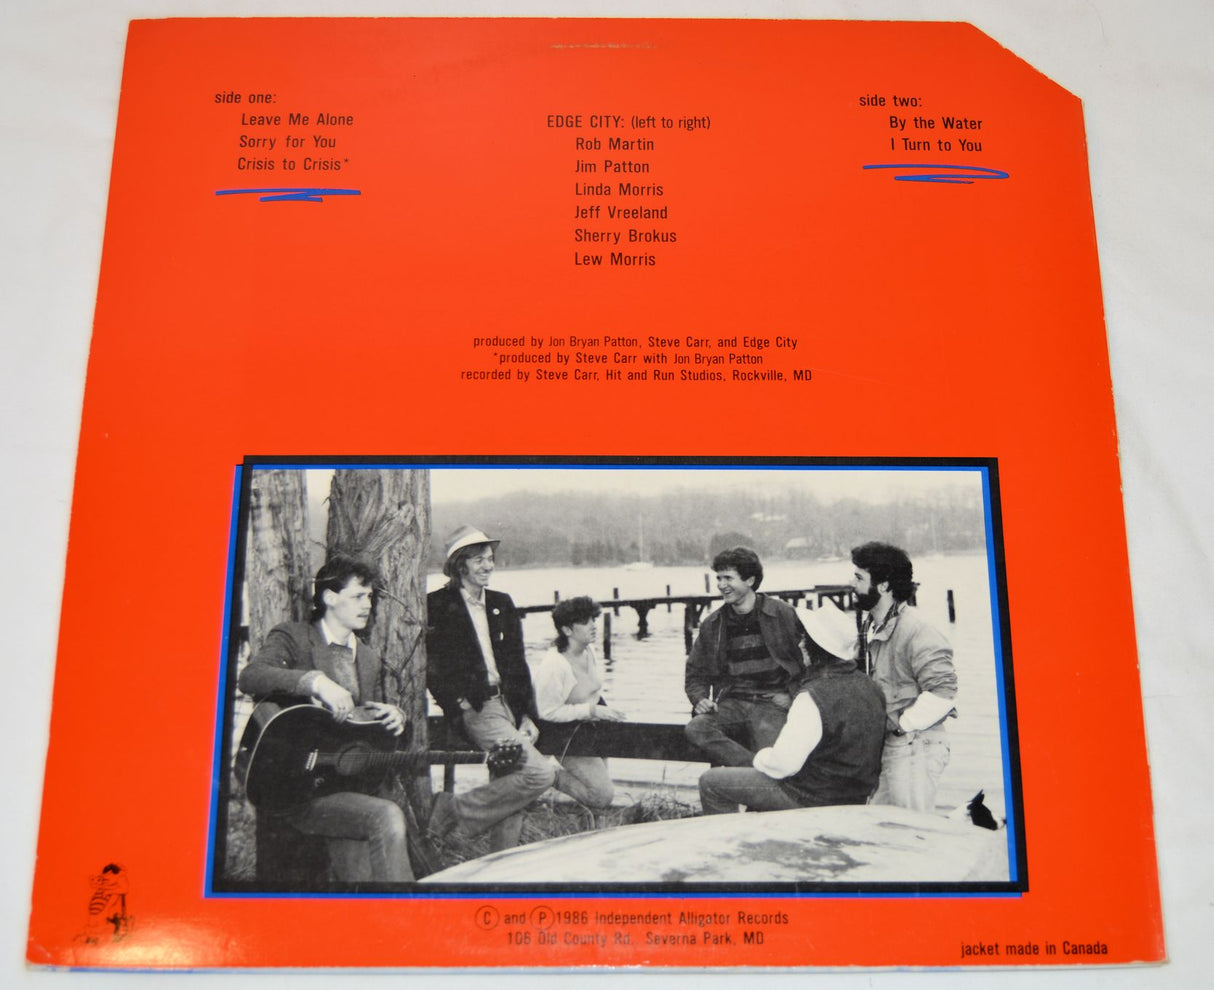 side one:
Leave Me Alone
Sorry for You
Crisis to Crisis*
EDGE CITY: (left to right)
Rob Martin
Jim Patton
Linda Morris
Jeff Vreeland
Sherry Brokus
Lew Morris
side two:
By the Water
I Turn to You
produced by Jon Bryan Patton, Steve Carr, and Edge City
*produced by Steve Carr with Jon Bryan Patton
recorded by Steve Carr, Hit and Run Studios, Rockville, MD
Ⓒ and Ⓟ 1986 Independent Alligator Records
106 Old County Rd. Severna Park, MD
jacket made in Canada